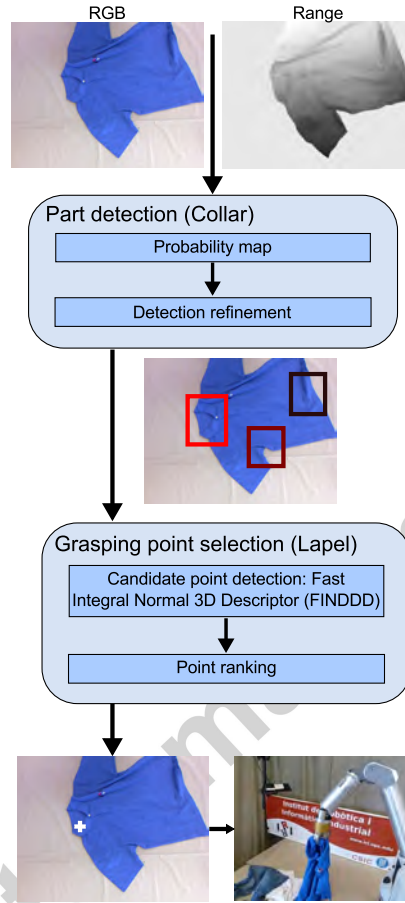 RGB
Range
Part detection (Collar)
Probability map
Detection refinement
Grasping point selection (Lapel)
Candidate point detection: Fast
Integral Normal 3D Descriptor (FINDDD)
Point ranking
Institut de Robòtica i
Informàtica Industrial
CSIC